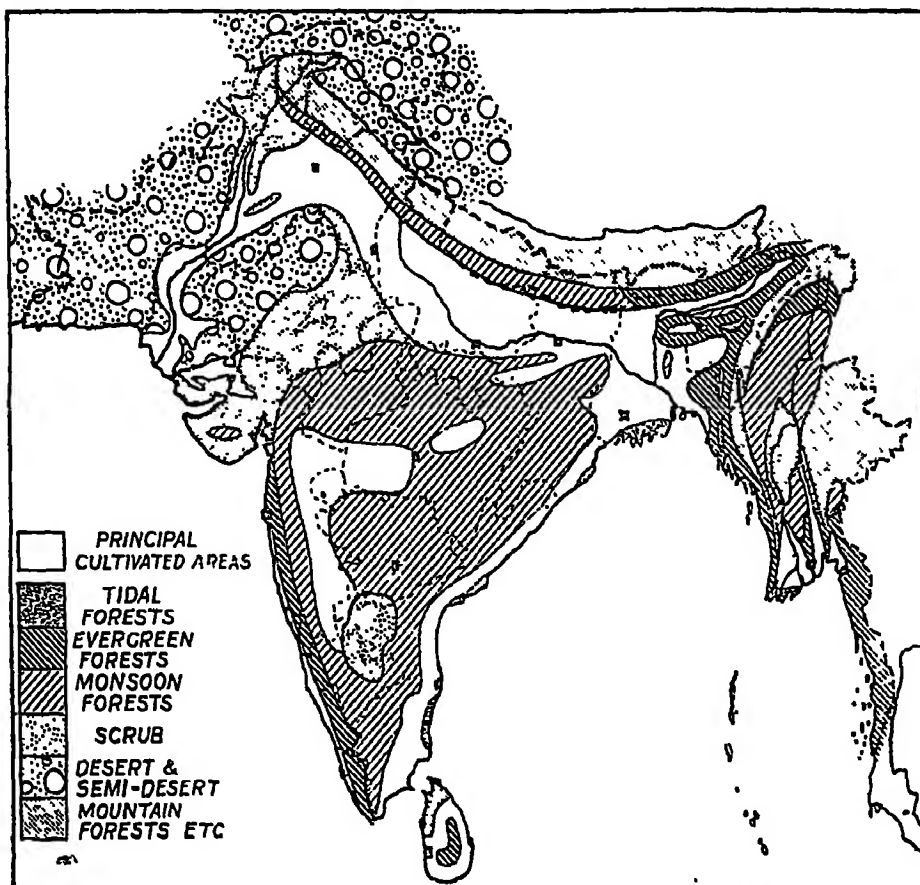 PRINCIPAL
CULTIVATED AREAS
TIDAL
FORESTS
EVERGREEN
FORESTS
MONSOON
FORESTS
SCRUB
DESERT &
SEMI-DESERT
MOUNTAIN
FORESTS ETC